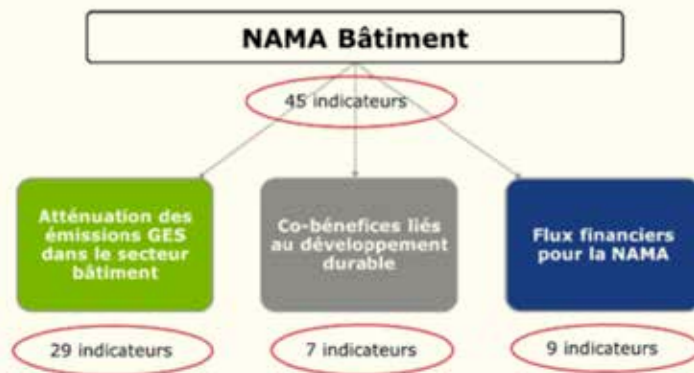 NAMA Bâtiment
45 indicateurs
Atténuation des
émissions GES
dans le secteur
bâtiment
Co-bénefices liés
au développement
durable
Flux financiers
pour la NAMA
29 indicateurs
7 indicateurs
9 indicateurs